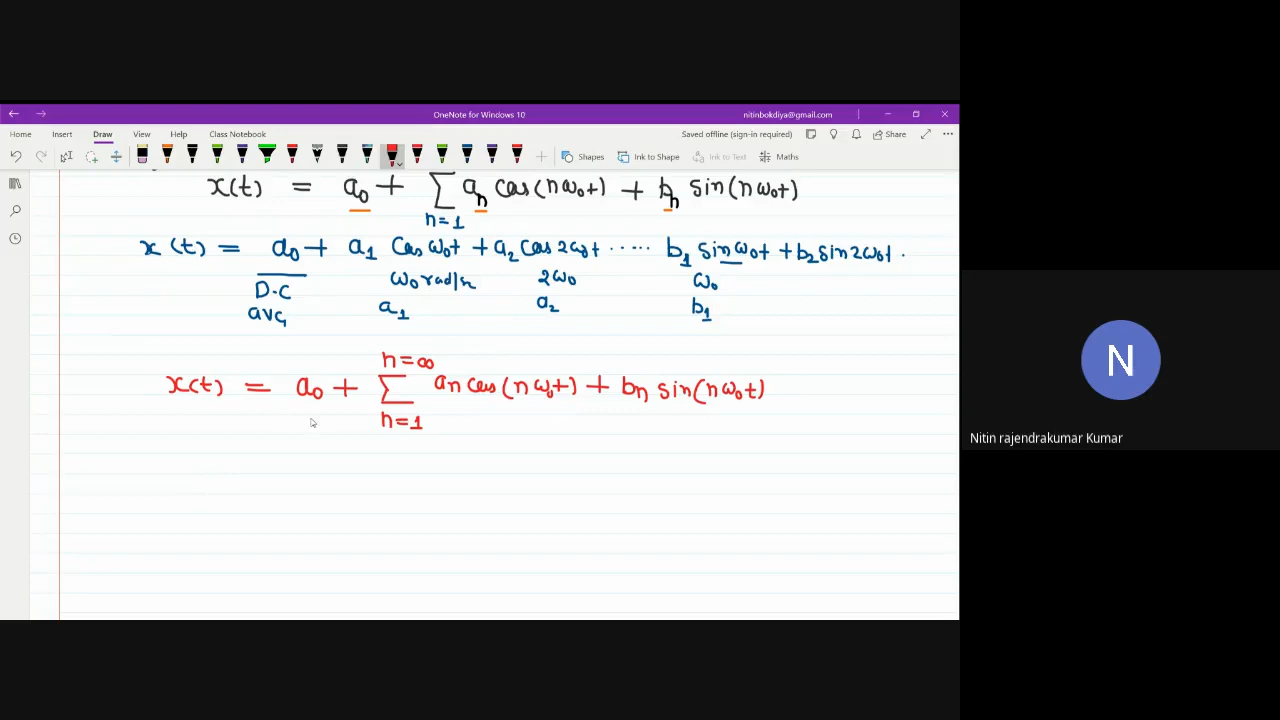 OneNote for Windows 10
nitinbokdiya@gmail.com
Home Insert Draw View Help Class Notebook
Saved offline (sign-in required) Share
Shapes Ink to Shape Ink to Text Maths
x(t) = a₀ + ∑ aₙ cos(nω₀t) + bₙ sin(nω₀t)
n=1
x(t) = a₀ + a₁ Cos ω₀t + a₂ Cos 2ω₀t ...... b₁ sin ω₀t + b₂ sin 2ω₀t .
D.C ω₀ rad/s 2ω₀ ω₀
avg a₁ a₂ b₁
n=∞
x(t) = a₀ + ∑ aₙ cos(nω₀t) + bₙ sin(nω₀t)
n=1
N
Nitin rajendrakumar Kumar